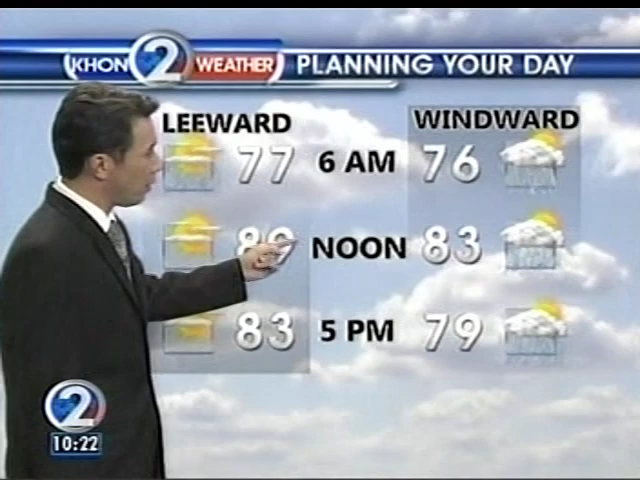 KHON 2 WEATHER PLANNING YOUR DAY
LEEWARD WINDWARD
77 6 AM 76
NOON 83
83 5 PM 79
2
10:22